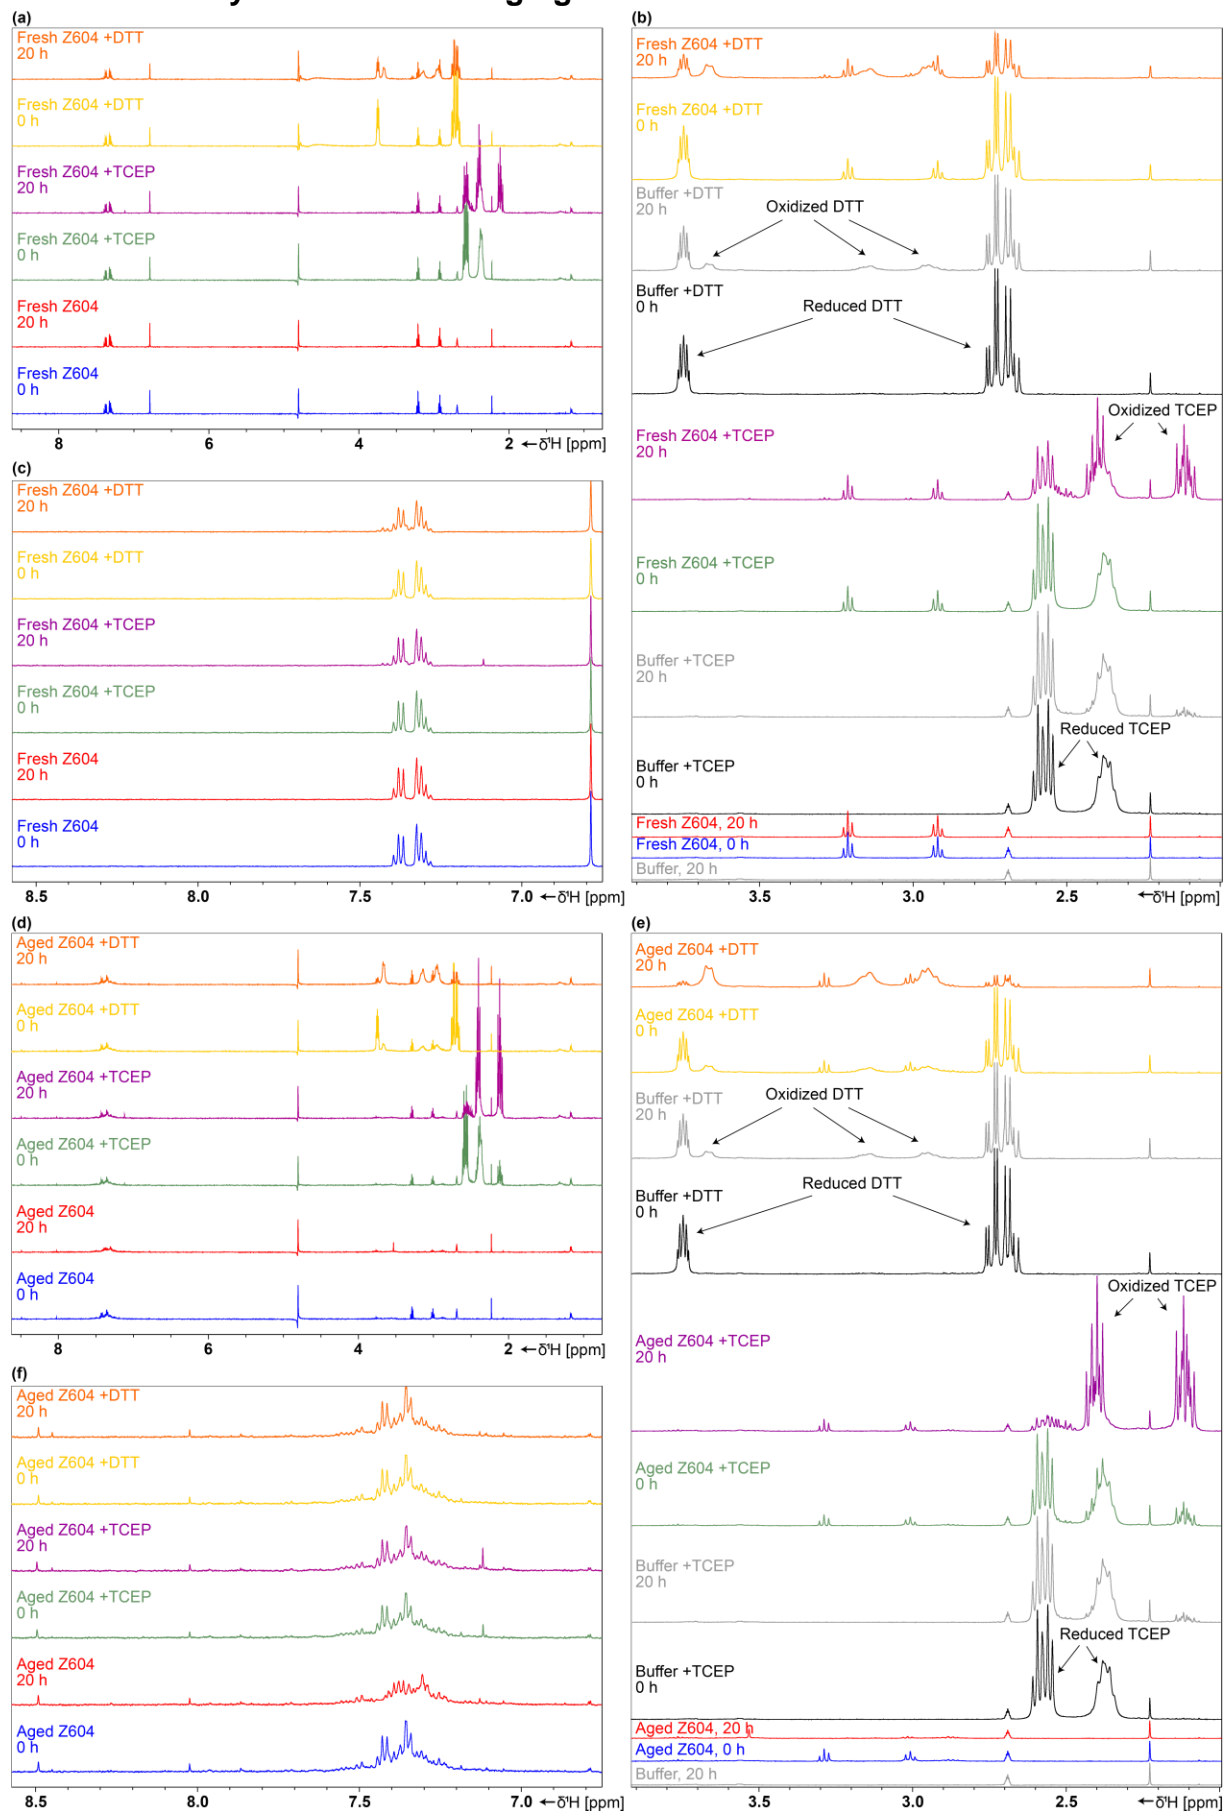 (a)
Fresh Z604 +DTT
20 h
Fresh Z604 +DTT
0 h
Fresh Z604 +TCEP
20 h
Fresh Z604 +TCEP
0 h
Fresh Z604
20 h
Fresh Z604
0 h
8 6 4 2 ←δ¹H [ppm]
(b)
Fresh Z604 +DTT
20 h
Fresh Z604 +DTT
0 h
Buffer +DTT
20 h
Oxidized DTT
Buffer +DTT
0 h
Reduced DTT
Fresh Z604 +TCEP
20 h
Oxidized TCEP
Fresh Z604 +TCEP
0 h
Buffer +TCEP
20 h
Reduced TCEP
Buffer +TCEP
0 h
Fresh Z604, 20 h
Fresh Z604, 0 h
Buffer, 20 h
3.5 3.0 2.5 ←δ¹H [ppm]
(c)
Fresh Z604 +DTT
20 h
Fresh Z604 +DTT
0 h
Fresh Z604 +TCEP
20 h
Fresh Z604 +TCEP
0 h
Fresh Z604
20 h
Fresh Z604
0 h
8.5 8.0 7.5 7.0 ←δ¹H [ppm]
(d)
Aged Z604 +DTT
20 h
Aged Z604 +DTT
0 h
Aged Z604 +TCEP
20 h
Aged Z604 +TCEP
0 h
Aged Z604
20 h
Aged Z604
0 h
8 6 4 2 ←δ¹H [ppm]
(e)
Aged Z604 +DTT
20 h
Aged Z604 +DTT
0 h
Buffer +DTT
20 h
Oxidized DTT
Buffer +DTT
0 h
Reduced DTT
Aged Z604 +TCEP
20 h
Oxidized TCEP
Aged Z604 +TCEP
0 h
Buffer +TCEP
20 h
Reduced TCEP
Buffer +TCEP
0 h
Aged Z604, 20 h
Aged Z604, 0 h
Buffer, 20 h
3.5 3.0 2.5 ←δ¹H [ppm]
(f)
Aged Z604 +DTT
20 h
Aged Z604 +DTT
0 h
Aged Z604 +TCEP
20 h
Aged Z604 +TCEP
0 h
Aged Z604
20 h
Aged Z604
0 h
8.5 8.0 7.5 7.0 ←δ¹H [ppm]